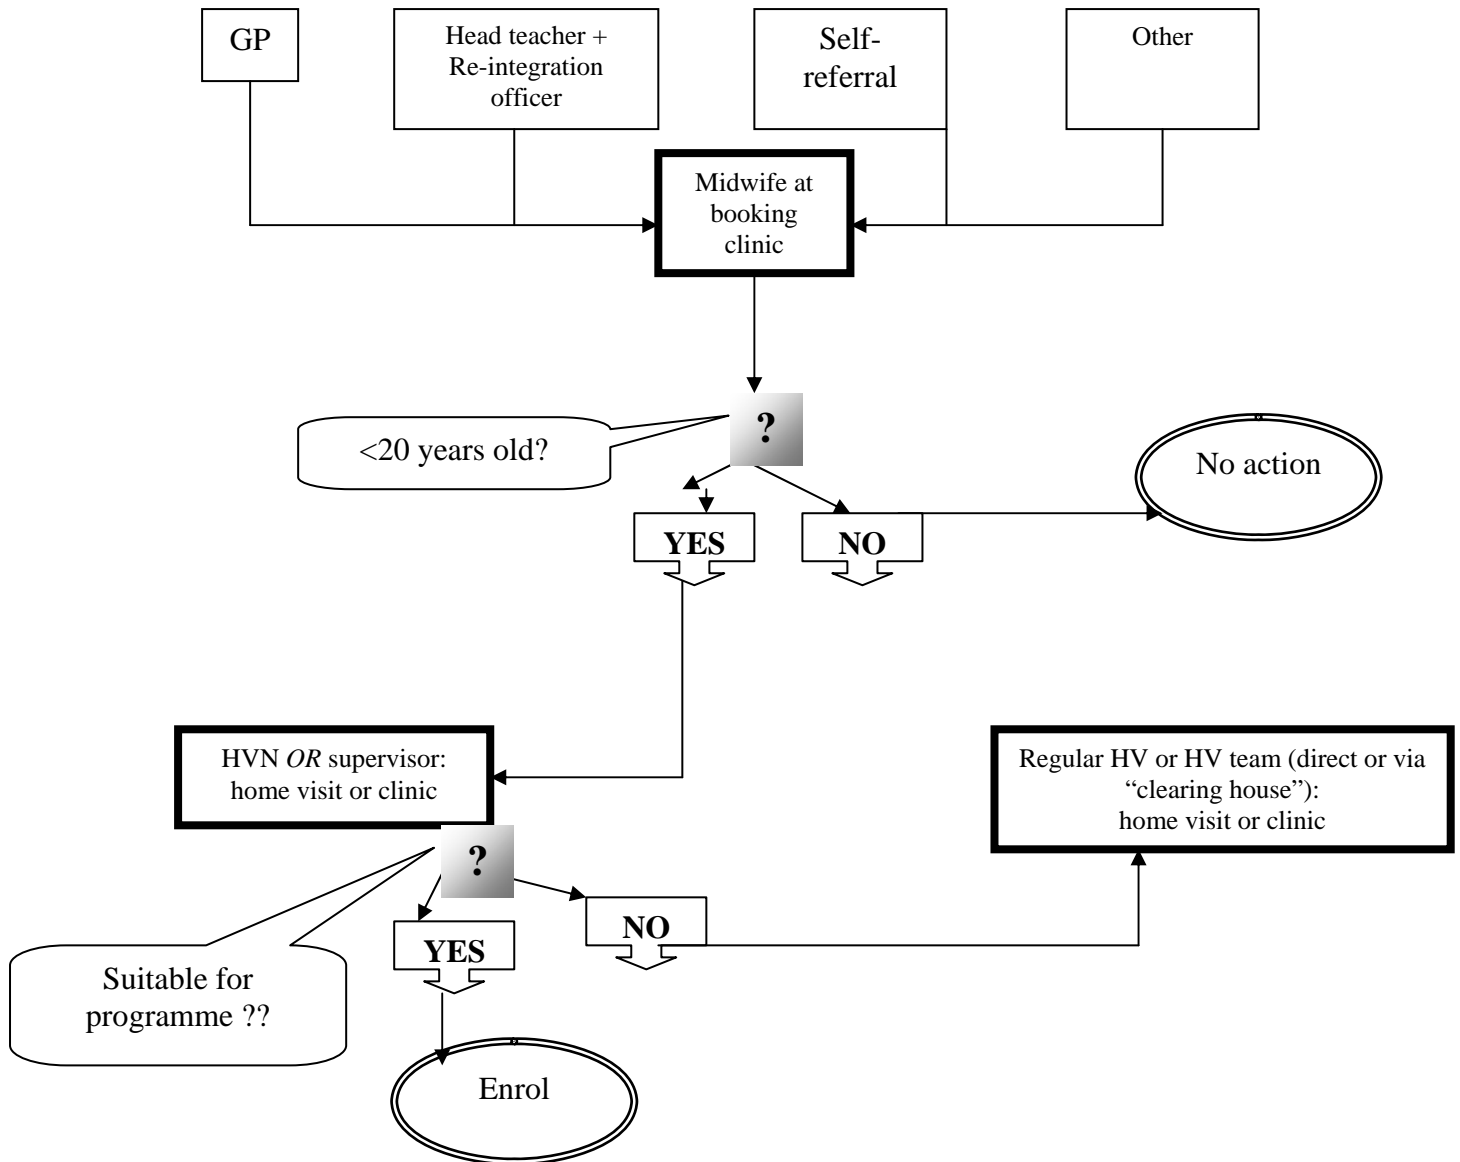 GP
Head teacher +
Re-integration
officer
Self-
referral
Other
Midwife at
booking
clinic
?
<20 years old?
No action
YES
NO
HVN OR supervisor:
home visit or clinic
Regular HV or HV team (direct or via
“clearing house”):
home visit or clinic
?
NO
YES
Suitable for
programme ??
Enrol